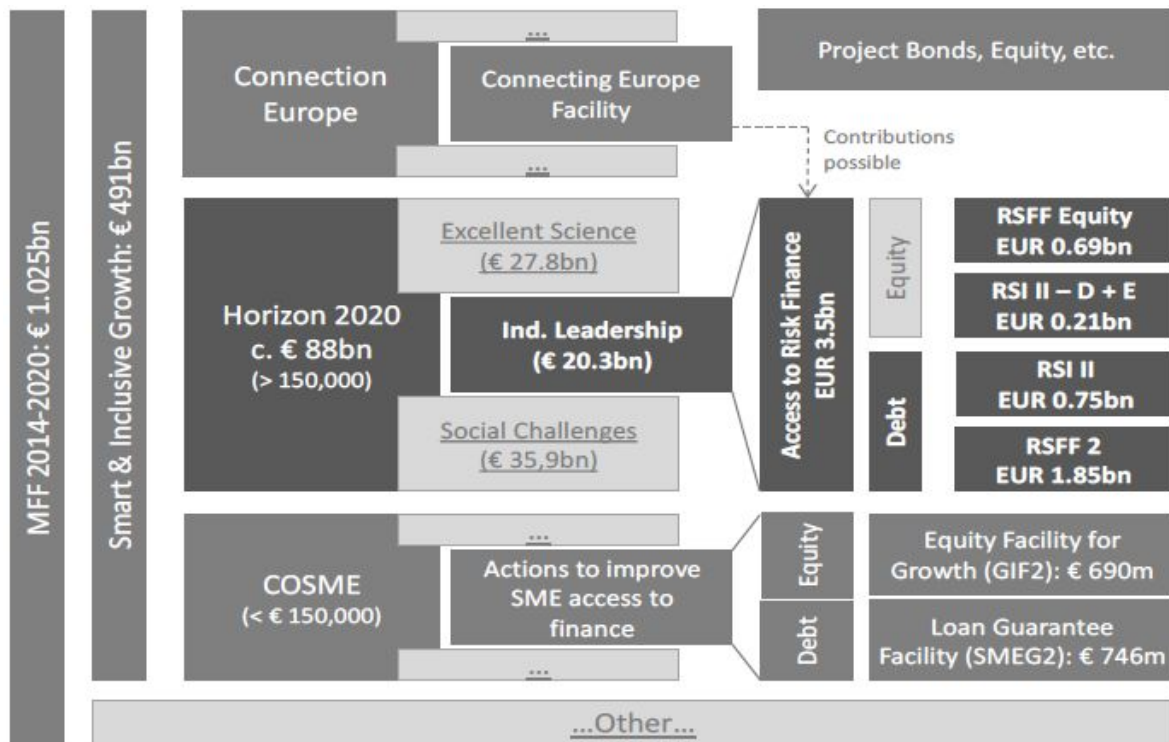 MFF 2014-2020: € 1.025bn
Smart & Inclusive Growth: € 491bn
Connection
Europe
...
Connecting Europe
Facility
...
Project Bonds, Equity, etc.
Contributions
possible
Horizon 2020
c. € 88bn
(> 150,000)
Excellent Science
(€ 27.8bn)
Ind. Leadership
(€ 20.3bn)
Social Challenges
(€ 35,9bn)
Access to Risk Finance
EUR 3.5bn
Equity
Debt
RSFF Equity
EUR 0.69bn
RSI II – D + E
EUR 0.21bn
RSI II
EUR 0.75bn
RSFF 2
EUR 1.85bn
COSME
(< € 150,000)
...
Actions to improve
SME access to
finance
...
Equity
Debt
Equity Facility for
Growth (GIF2): € 690m
Loan Guarantee
Facility (SMEG2): € 746m
...Other...